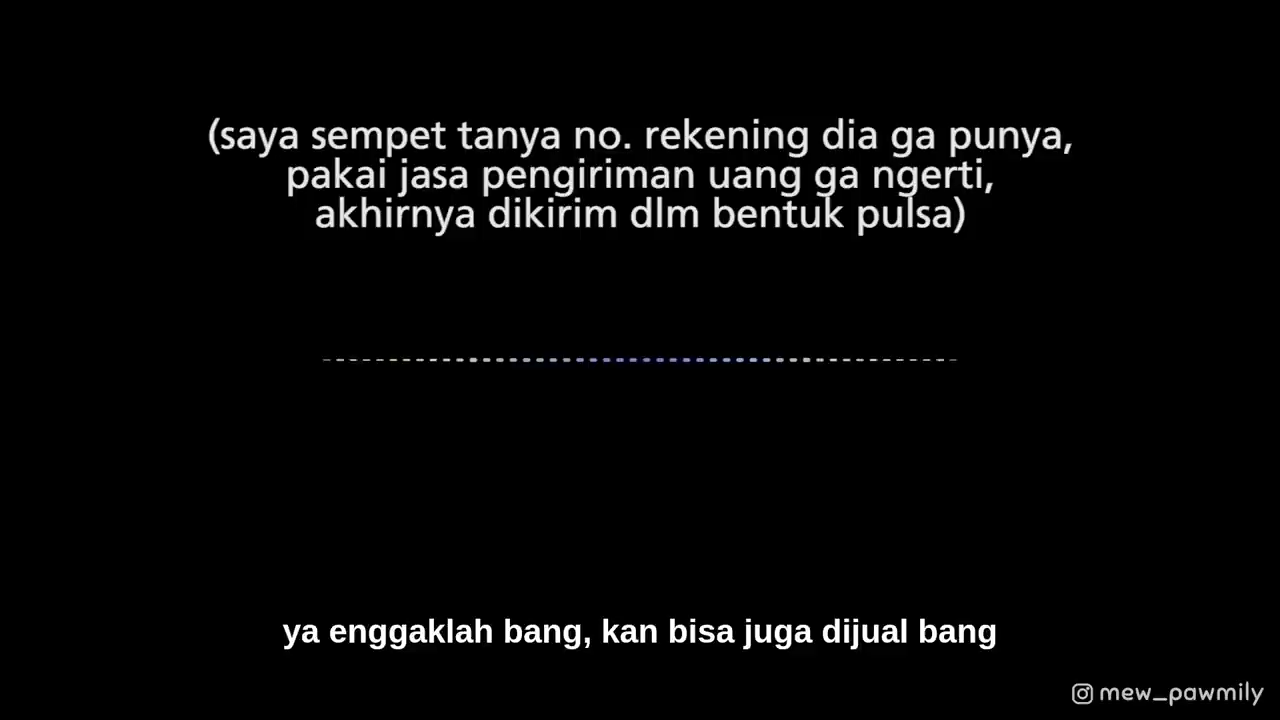 (saya sempet tanya no. rekening dia ga punya,
pakai jasa pengiriman uang ga ngerti,
akhirnya dikirim dlm bentuk pulsa)
ya enggaklah bang, kan bisa juga dijual bang
mew_pawmily